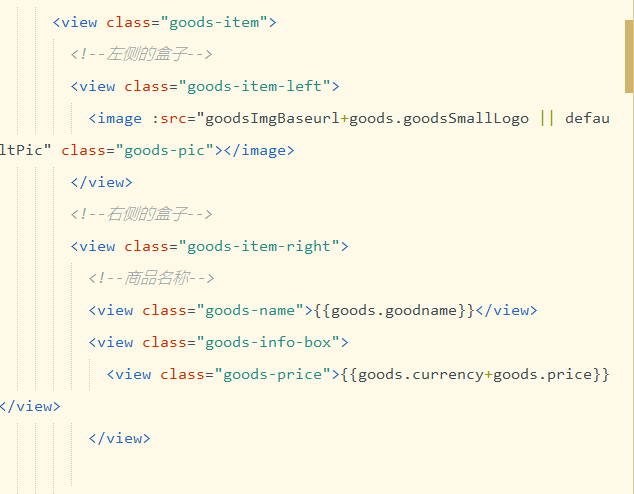 <view class="goods-item">
<!--左侧的盒子-->
<view class="goods-item-left">
<image :src="goodsImgBaseurl+goods.goodsSmallLogo || defau
ltPic" class="goods-pic"></image>
</view>
<!--右侧的盒子-->
<view class="goods-item-right">
<!--商品名称-->
<view class="goods-name">{{goods.goodname}}</view>
<view class="goods-info-box">
<view class="goods-price">{{goods.currency+goods.price}}
</view>
</view>